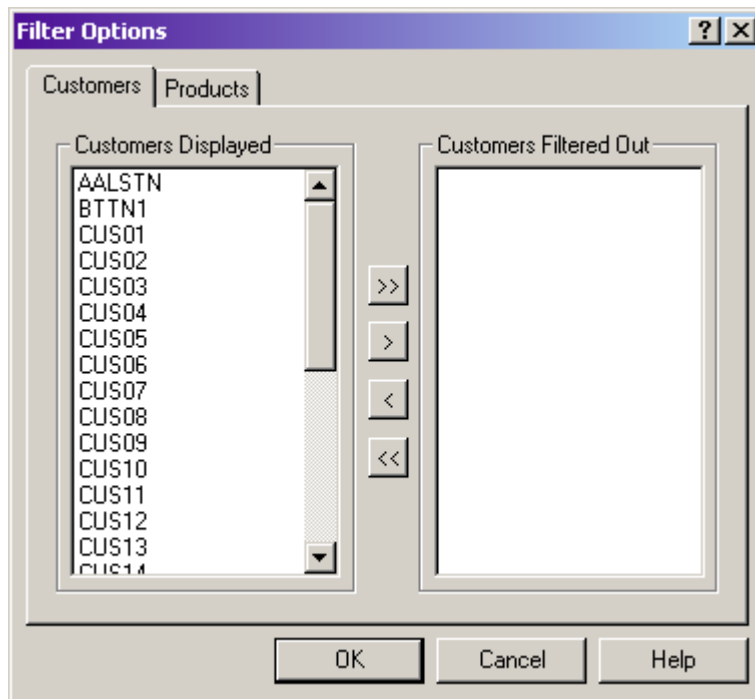 Filter Options
Customers
Products
Customers Displayed
AALSTN
BTTN1
CUS01
CUS02
CUS03
CUS04
CUS05
CUS06
CUS07
CUS08
CUS09
CUS10
CUS11
CUS12
CUS13
CUS14
>>
>
<
<<
Customers Filtered Out
OK
Cancel
Help